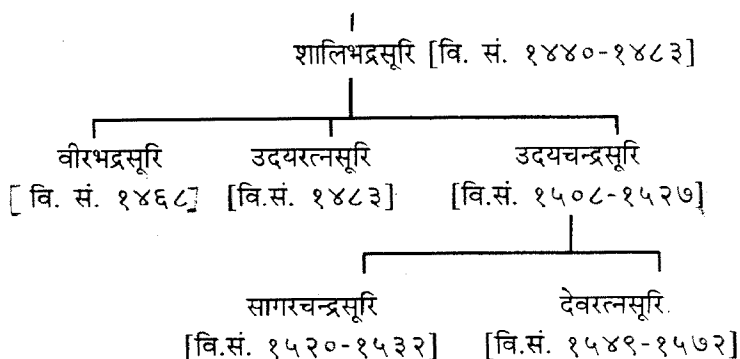 शालिभद्रसूरि [वि. सं. १४४०-१४८३]
वीरभद्रसूरि उदयरत्नसूरि उदयचन्द्रसूरि
[ वि. सं. १४६८] [वि.सं. १४८३] [वि.सं. १५०८-१५२७]
सागरचन्द्रसूरि देवरत्नसूरि.
[वि.सं. १५२०-१५३२] [वि.सं. १५४९-१५७२]